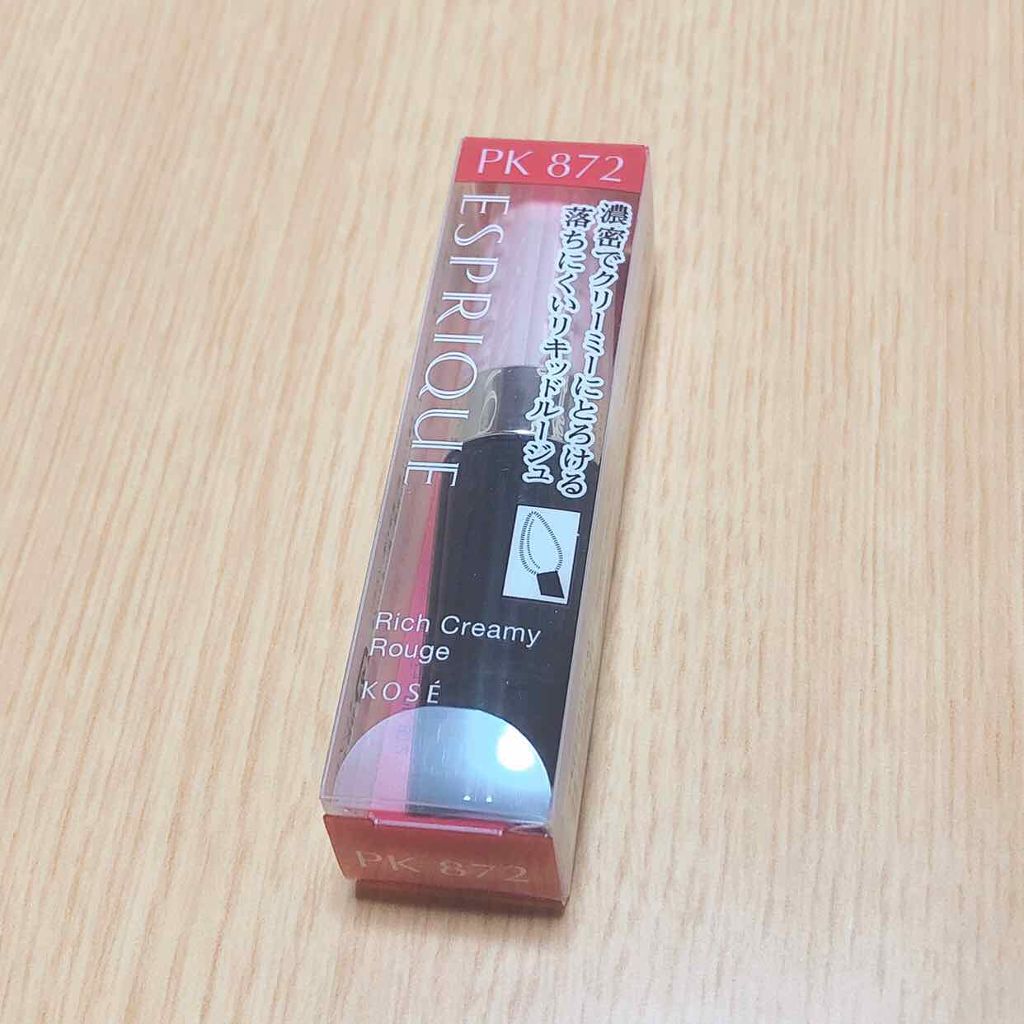 PK 872
ESPRIQUE
濃密でクリーミーにとろける
落ちにくいリキッドルージュ
Rich Creamy
Rouge
KOSÉ
PK 872